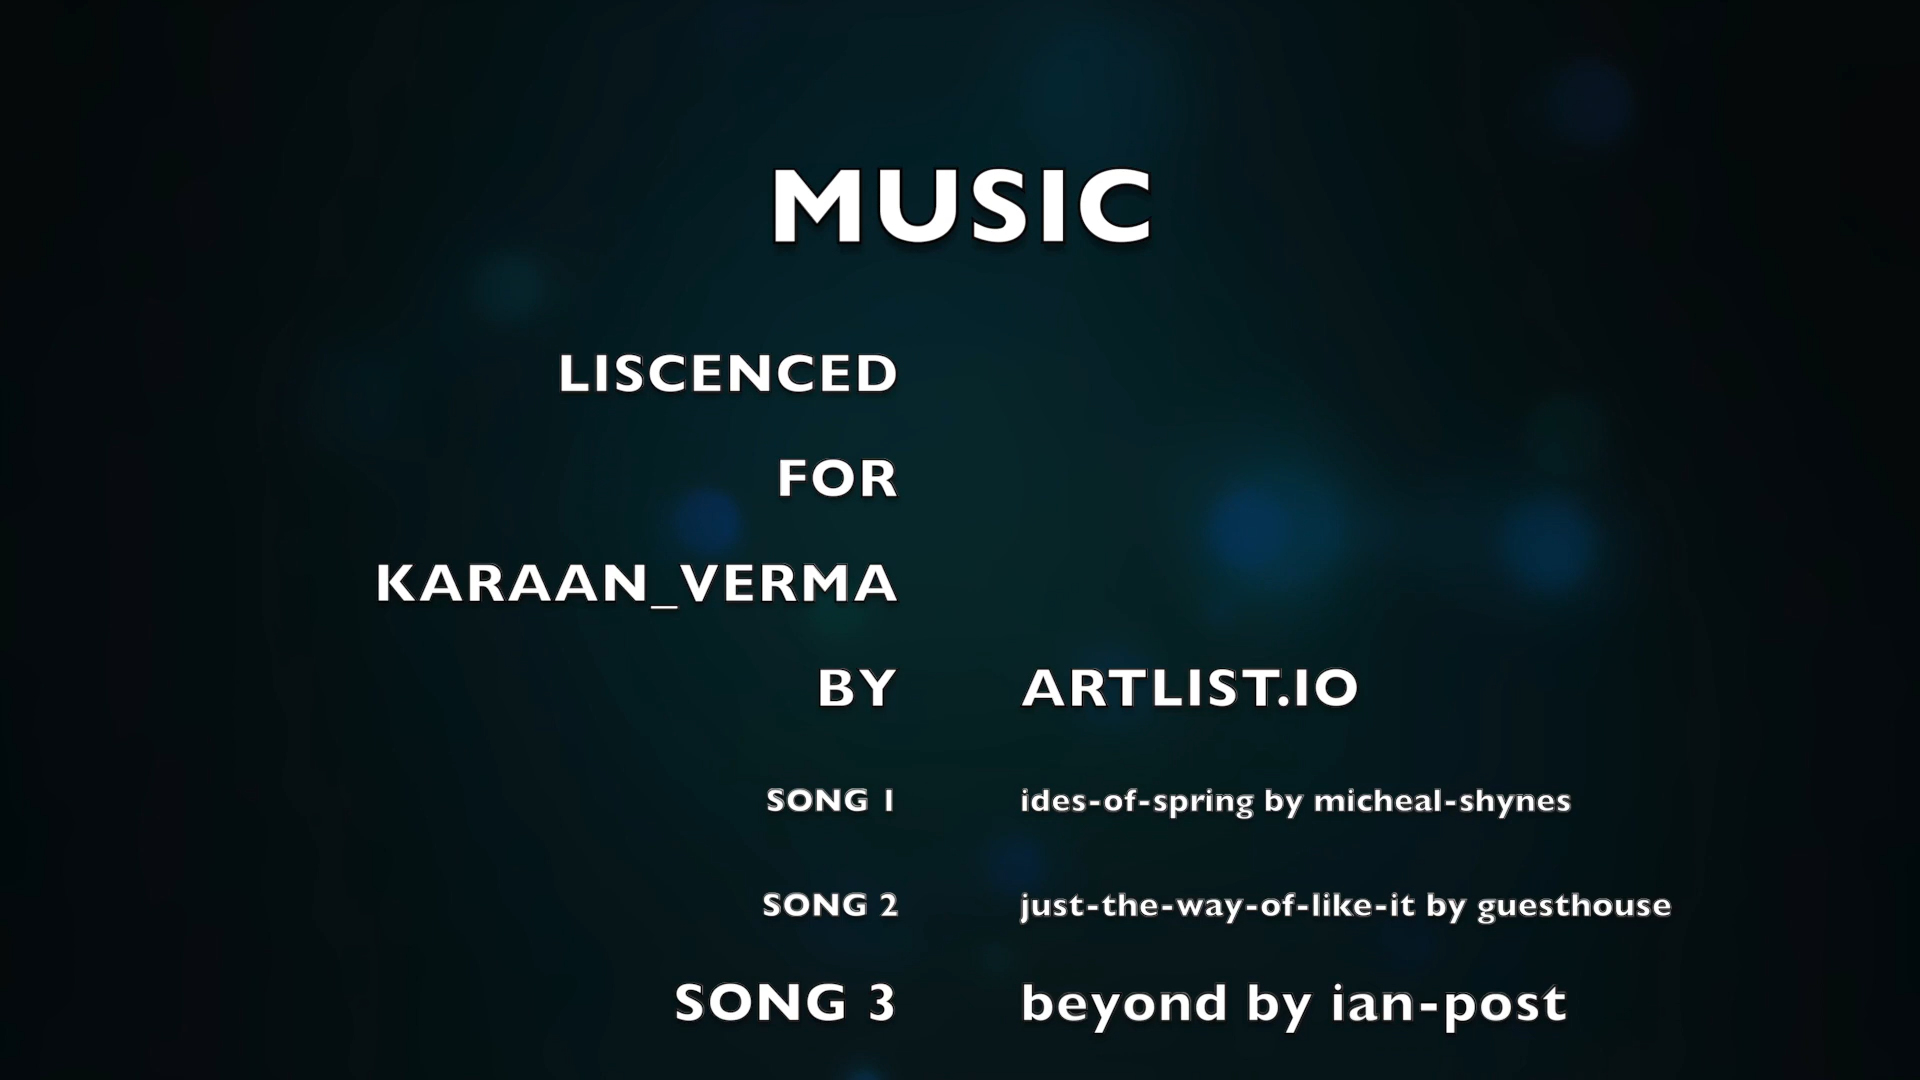 MUSIC
LISCENCED
FOR
KARAAN_VERMA
BY ARTLIST.IO
SONG 1 ides-of-spring by micheal-shynes
SONG 2 just-the-way-of-like-it by guesthouse
SONG 3 beyond by ian-post